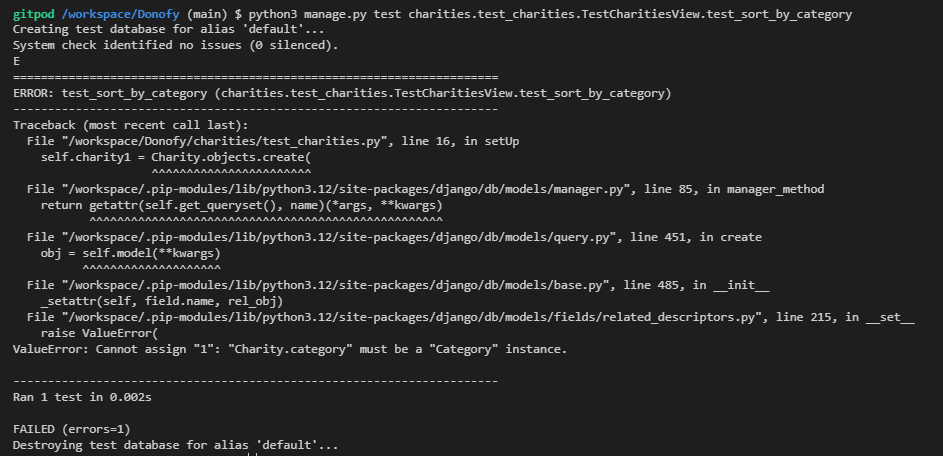 gitpod /workspace/Donofy (main) $ python3 manage.py test charities.test_charities.TestCharitiesView.test_sort_by_category
Creating test database for alias 'default'...
System check identified no issues (0 silenced).
E
======================================================================
ERROR: test_sort_by_category (charities.test_charities.TestCharitiesView.test_sort_by_category)
----------------------------------------------------------------------
Traceback (most recent call last):
  File "/workspace/Donofy/charities/test_charities.py", line 16, in setUp
    self.charity1 = Charity.objects.create(
                    ^^^^^^^^^^^^^^^^^^^^^^^
  File "/workspace/.pip-modules/lib/python3.12/site-packages/django/db/models/manager.py", line 85, in manager_method
    return getattr(self.get_queryset(), name)(*args, **kwargs)
           ^^^^^^^^^^^^^^^^^^^^^^^^^^^^^^^^^^^^^^^^^^^^^^^^^^^
  File "/workspace/.pip-modules/lib/python3.12/site-packages/django/db/models/query.py", line 451, in create
    obj = self.model(**kwargs)
          ^^^^^^^^^^^^^^^^^^^^
  File "/workspace/.pip-modules/lib/python3.12/site-packages/django/db/models/base.py", line 485, in __init__
    _setattr(self, field.name, rel_obj)
  File "/workspace/.pip-modules/lib/python3.12/site-packages/django/db/models/fields/related_descriptors.py", line 215, in __set__
    raise ValueError(
ValueError: Cannot assign "1": "Charity.category" must be a "Category" instance.

----------------------------------------------------------------------
Ran 1 test in 0.002s

FAILED (errors=1)
Destroying test database for alias 'default'...